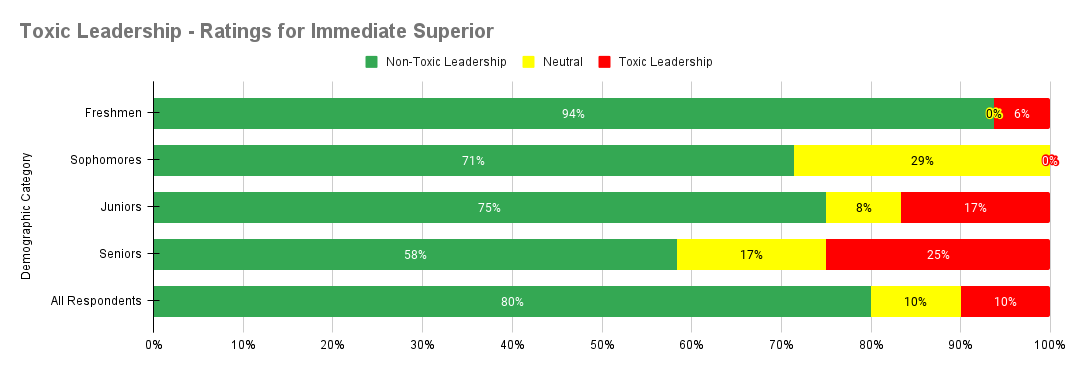 Toxic Leadership - Ratings for Immediate Superior
Non-Toxic Leadership Neutral Toxic Leadership
Demographic Category
Freshmen 94% 0% 6%
Sophomores 71% 29% 0%
Juniors 75% 8% 17%
Seniors 58% 17% 25%
All Respondents 80% 10% 10%
0% 10% 20% 30% 40% 50% 60% 70% 80% 90% 100%